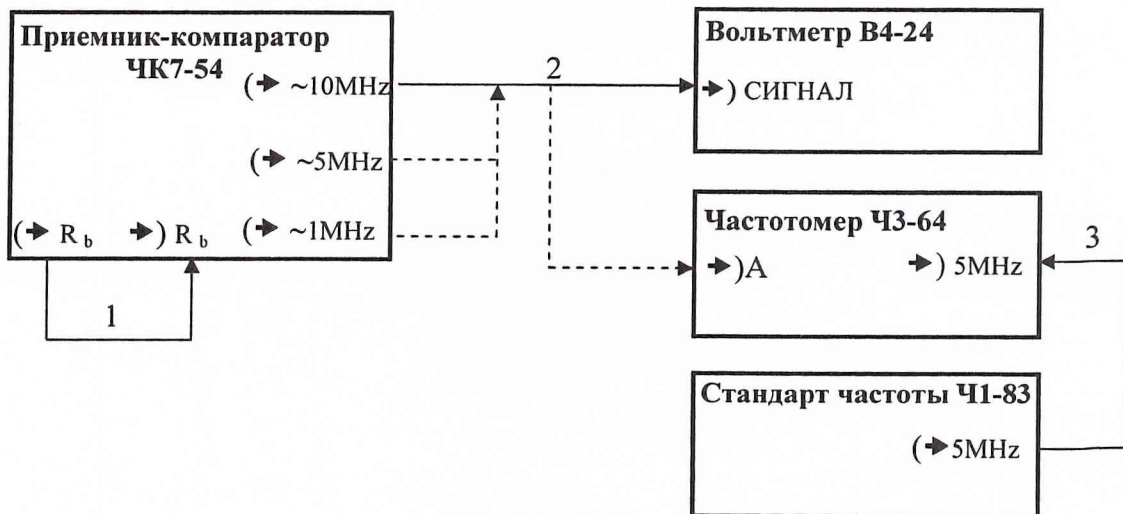 Приемник-компаратор
ЧК7-54
~10MHz
~5MHz
R b R b ~1MHz
1
2
Вольтметр В4-24
) СИГНАЛ
Частотомер Ч3-64
)A ) 5MHz
3
Стандарт частоты Ч1-83
( 5MHz